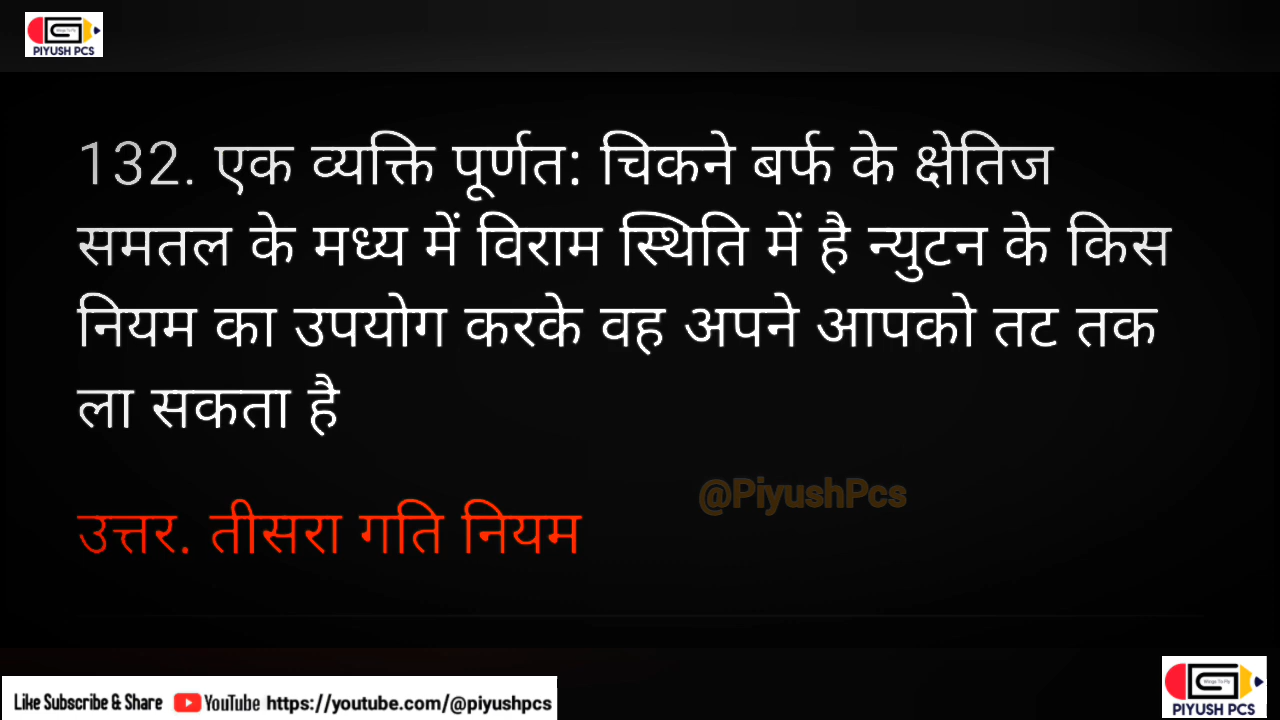 PIYUSH PCS
132. एक व्यक्ति पूर्णत: चिकने बर्फ के क्षेतिज
समतल के मध्य में विराम स्थिति में है न्युटन के किस
नियम का उपयोग करके वह अपने आपको तट तक
ला सकता है
@PiyushPcs
उत्तर. तीसरा गति नियम
Like Subscribe & Share YouTube https://youtube.com/@piyushpcs
PIYUSH PCS